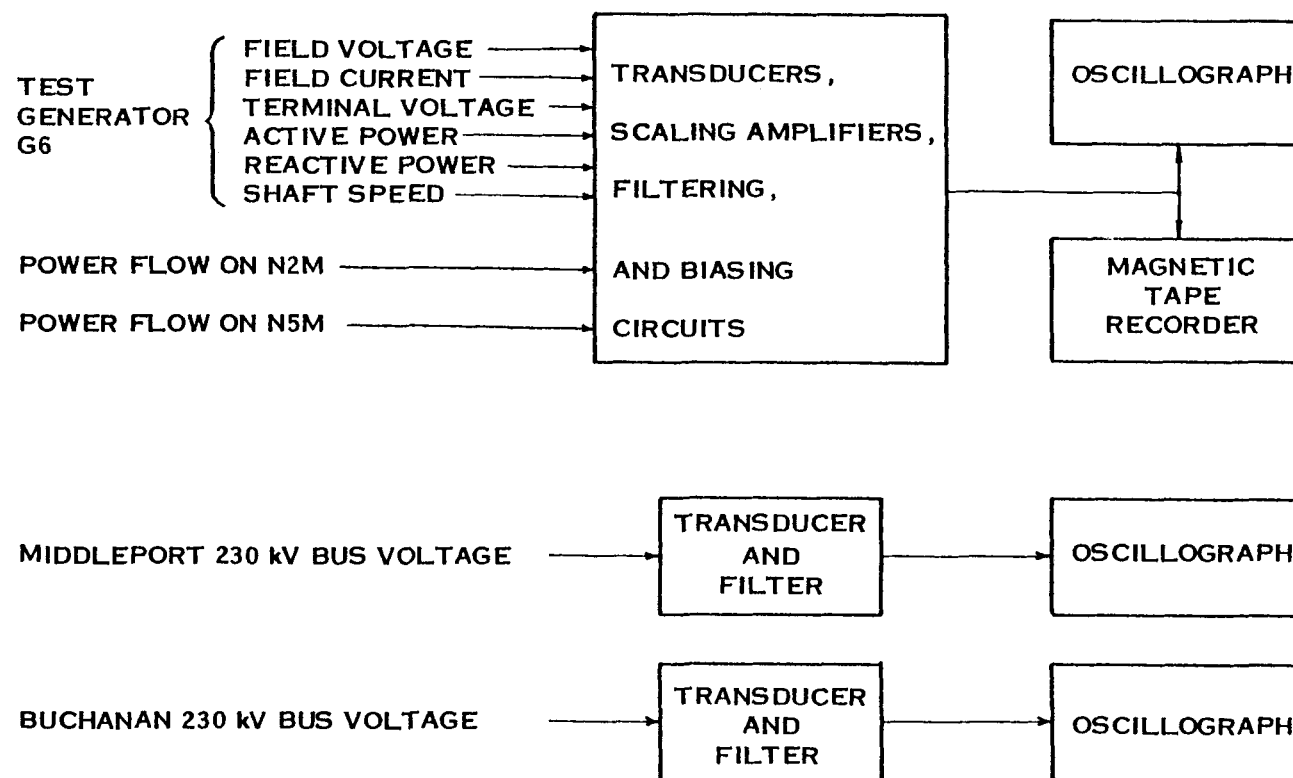 TEST
GENERATOR
G6
FIELD VOLTAGE
FIELD CURRENT
TERMINAL VOLTAGE
ACTIVE POWER
REACTIVE POWER
SHAFT SPEED
POWER FLOW ON N2M
POWER FLOW ON N5M
TRANSDUCERS,
SCALING AMPLIFIERS,
FILTERING,
AND BIASING
CIRCUITS
OSCILLOGRAPH
MAGNETIC
TAPE
RECORDER
MIDDLEPORT 230 kV BUS VOLTAGE
TRANSDUCER
AND
FILTER
OSCILLOGRAPH
BUCHANAN 230 kV BUS VOLTAGE
TRANSDUCER
AND
FILTER
OSCILLOGRAPH